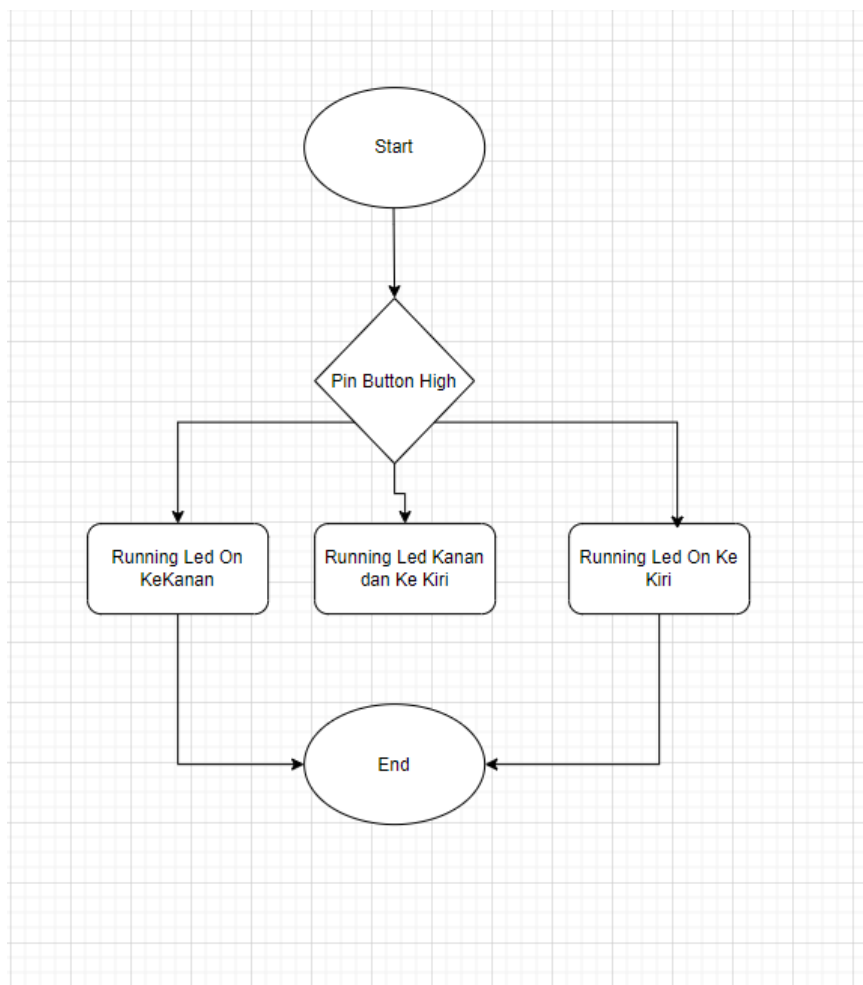 Start
Pin Button High
Running Led On
KeKanan
Running Led Kanan
dan Ke Kiri
Running Led On Ke
Kiri
End